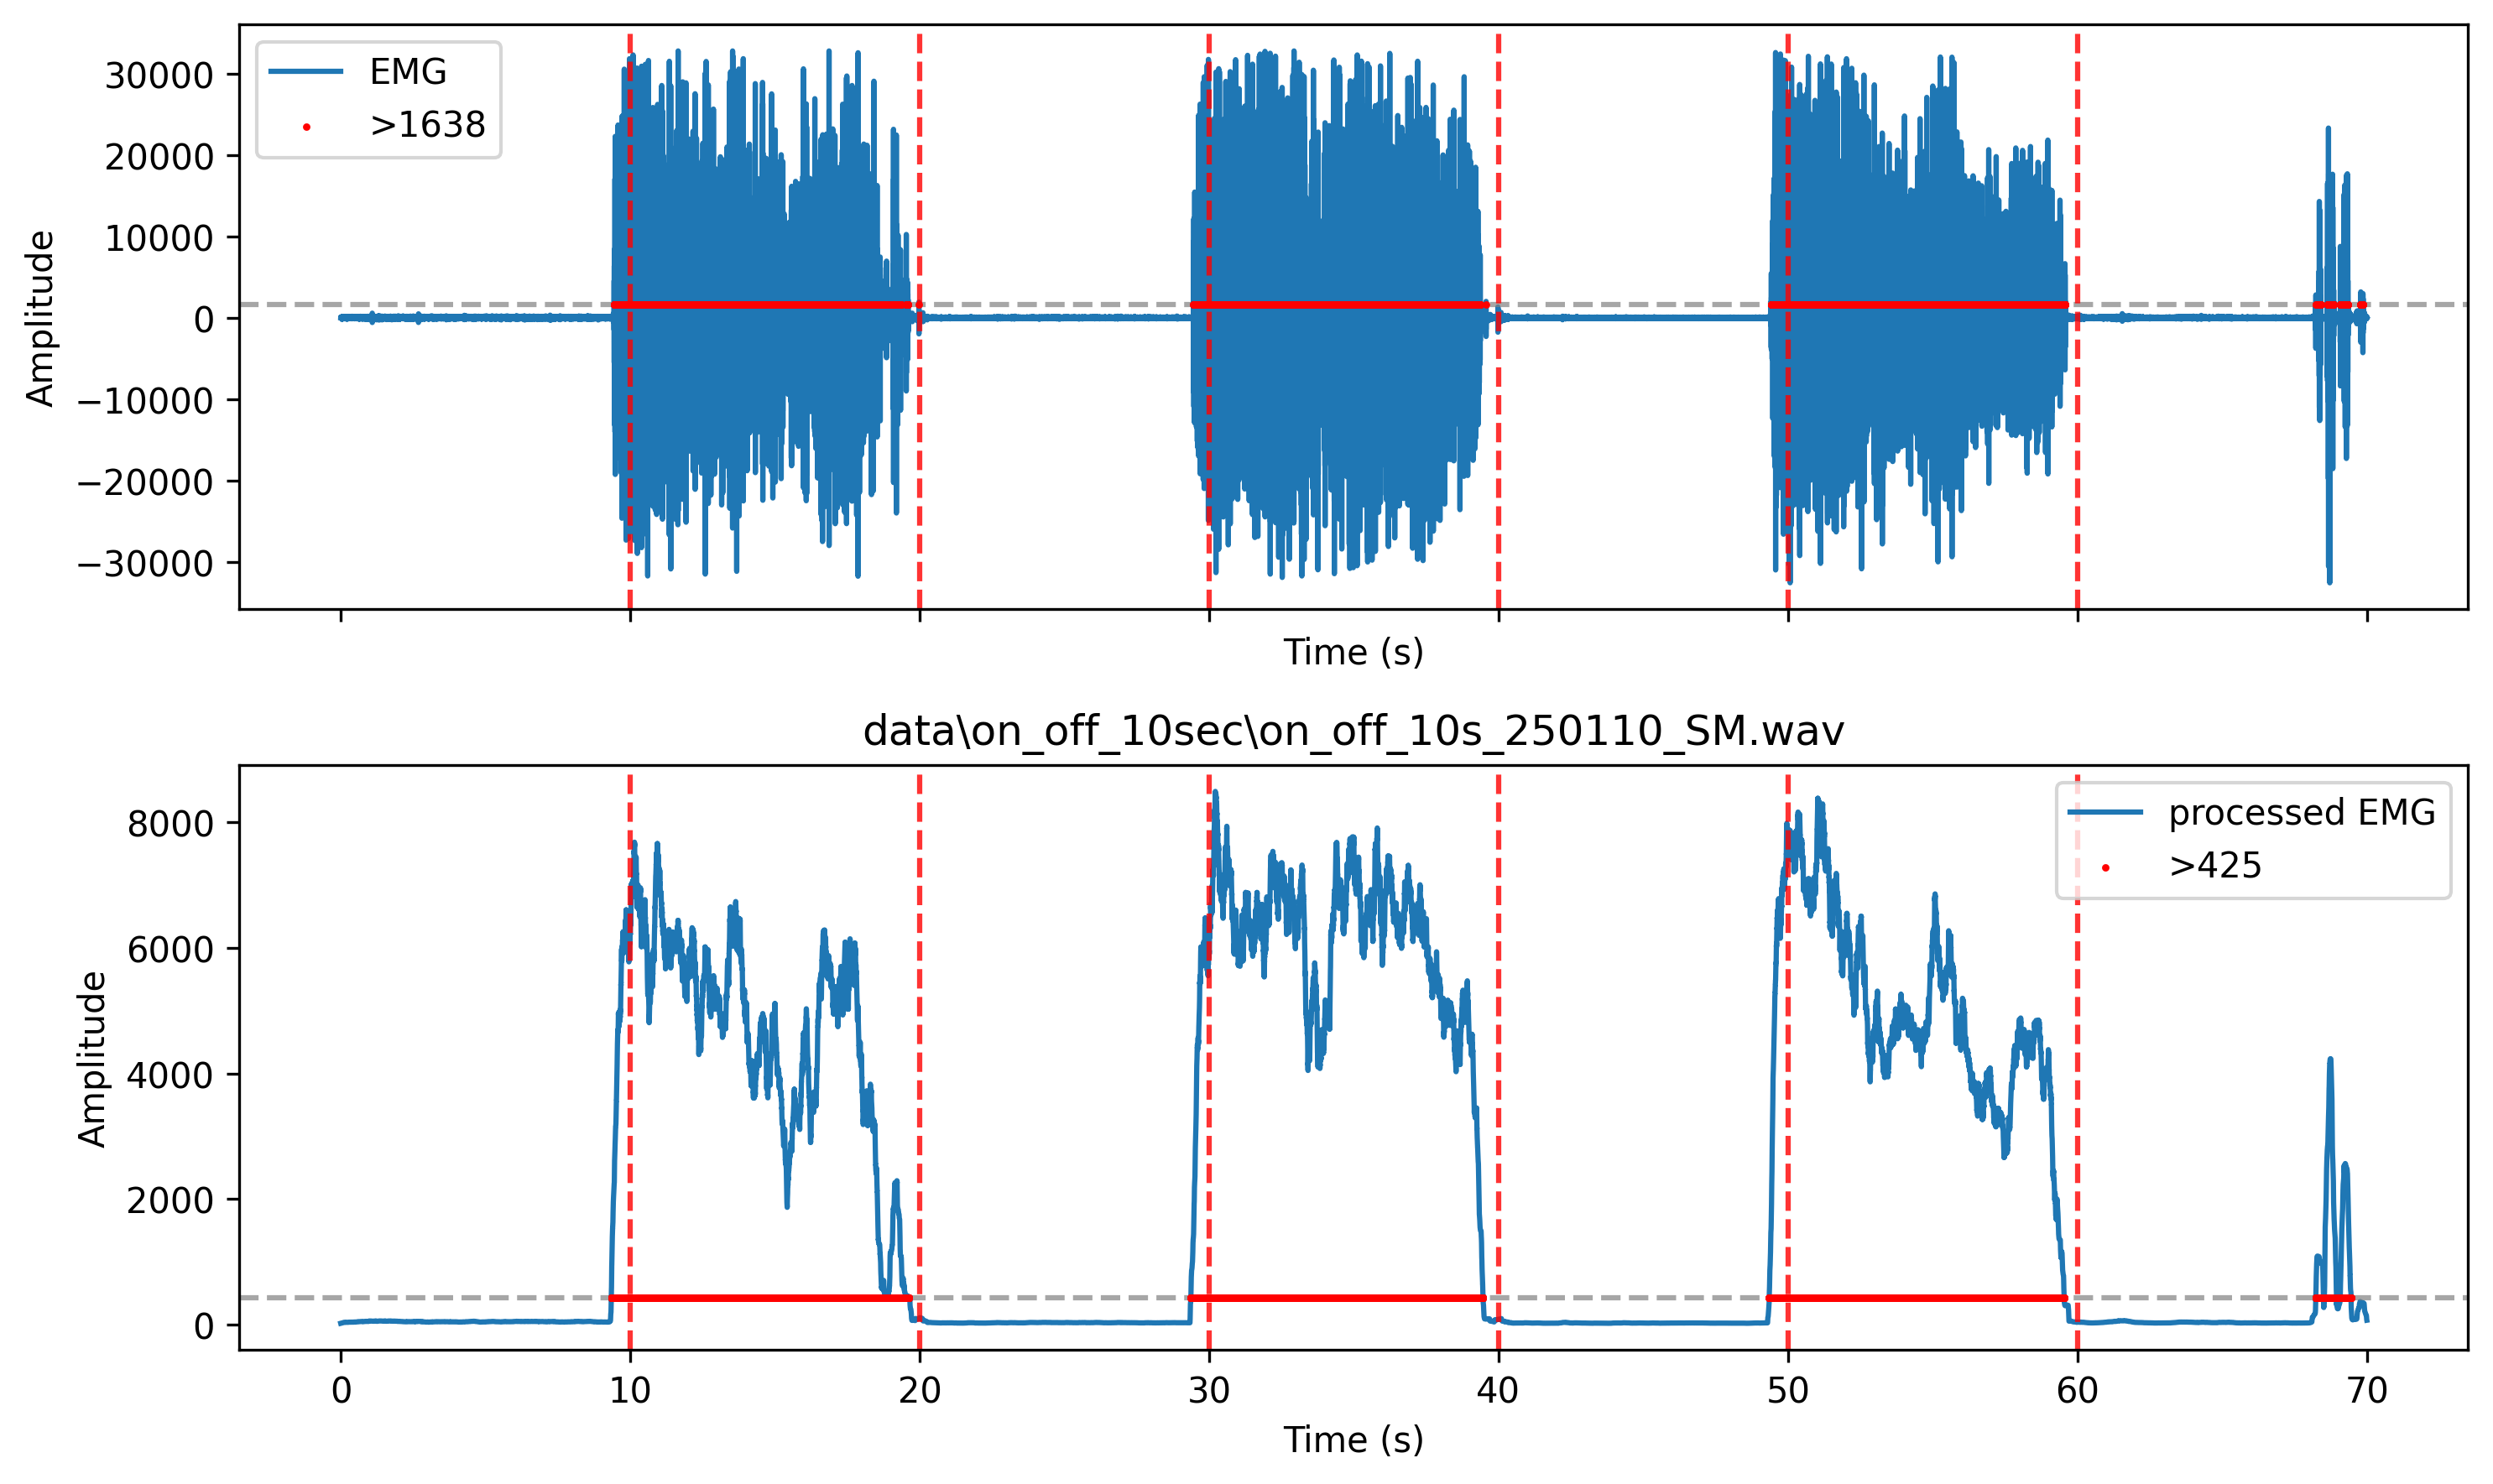 EMG
>1638
30000
20000
10000
0
−10000
−20000
−30000
Amplitude
Time (s)
data\on_off_10sec\on_off_10s_250110_SM.wav
processed EMG
>425
8000
6000
4000
2000
0
Amplitude
0 10 20 30 40 50 60 70
Time (s)